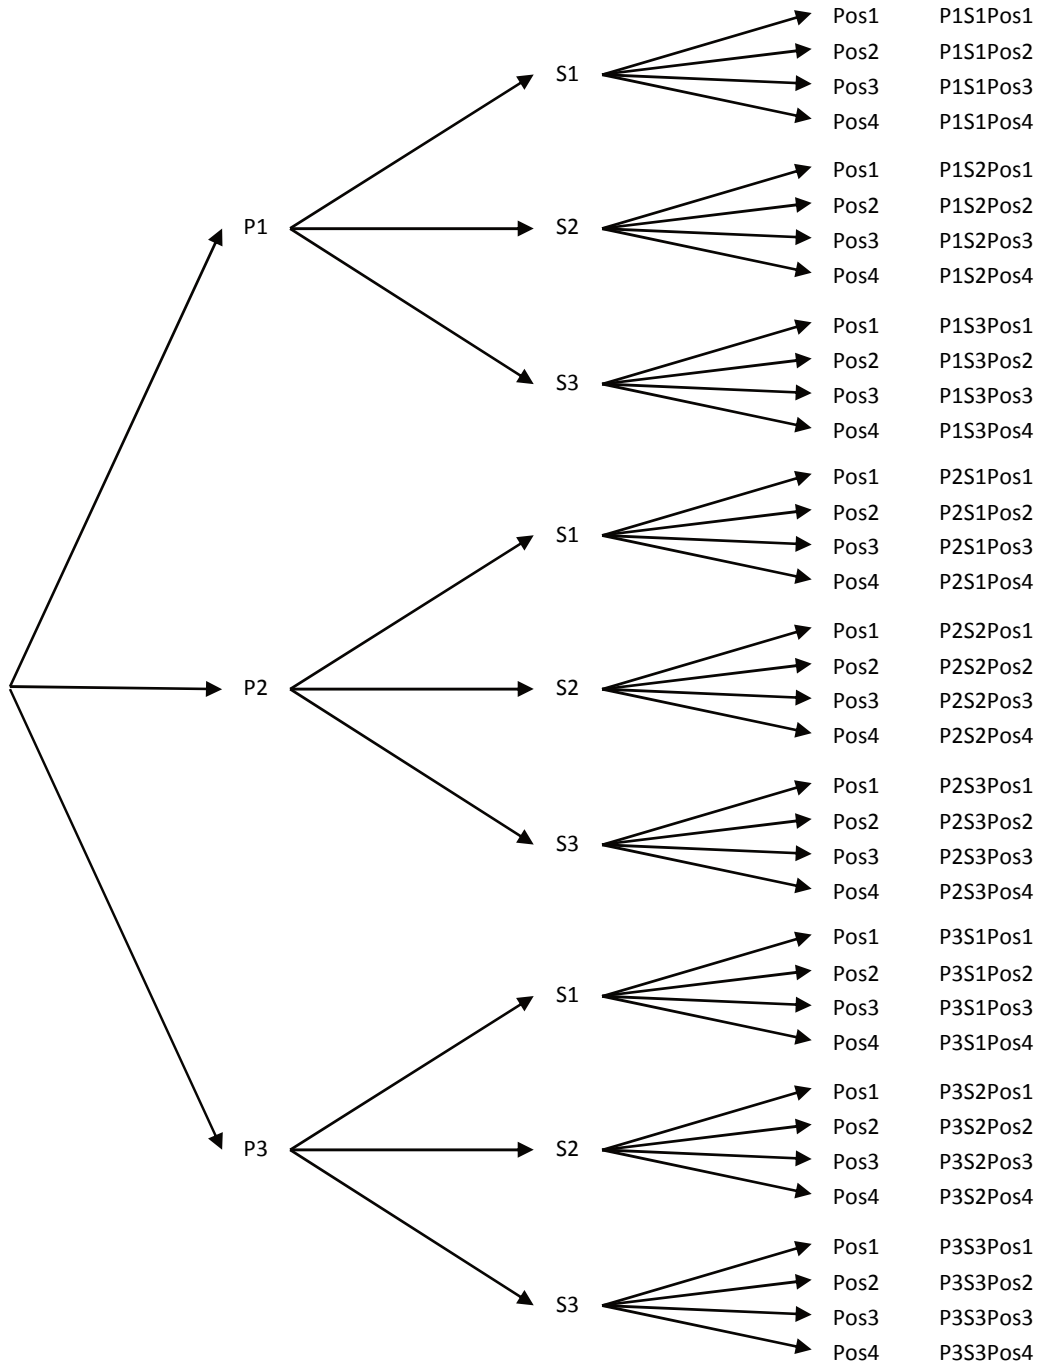 Pos1 P1S1Pos1
Pos2 P1S1Pos2
S1
Pos3 P1S1Pos3
Pos4 P1S1Pos4
Pos1 P1S2Pos1
Pos2 P1S2Pos2
P1 S2
Pos3 P1S2Pos3
Pos4 P1S2Pos4
Pos1 P1S3Pos1
Pos2 P1S3Pos2
S3
Pos3 P1S3Pos3
Pos4 P1S3Pos4
Pos1 P2S1Pos1
Pos2 P2S1Pos2
S1
Pos3 P2S1Pos3
Pos4 P2S1Pos4
Pos1 P2S2Pos1
Pos2 P2S2Pos2
P2 S2
Pos3 P2S2Pos3
Pos4 P2S2Pos4
Pos1 P2S3Pos1
Pos2 P2S3Pos2
S3
Pos3 P2S3Pos3
Pos4 P2S3Pos4
Pos1 P3S1Pos1
Pos2 P3S1Pos2
S1
Pos3 P3S1Pos3
Pos4 P3S1Pos4
Pos1 P3S2Pos1
Pos2 P3S2Pos2
P3 S2
Pos3 P3S2Pos3
Pos4 P3S2Pos4
Pos1 P3S3Pos1
Pos2 P3S3Pos2
S3
Pos3 P3S3Pos3
Pos4 P3S3Pos4